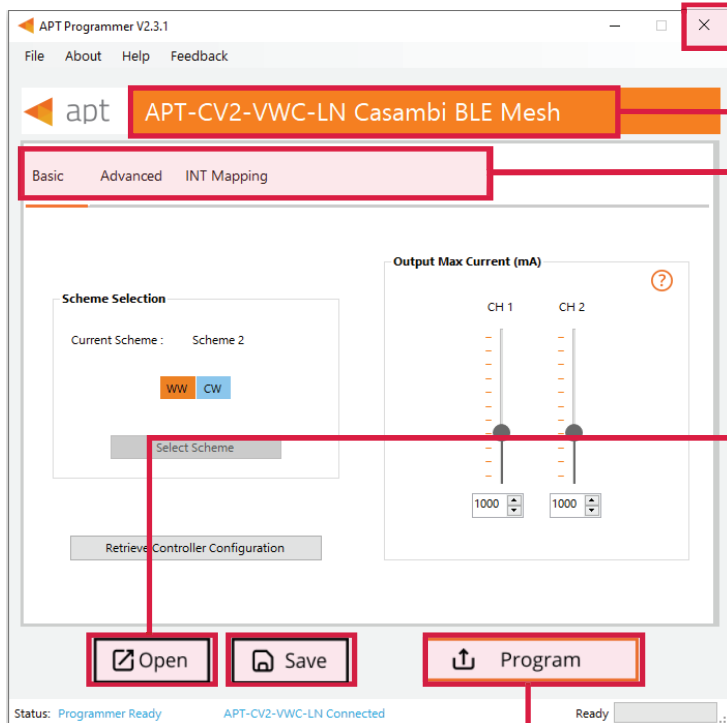 APT Programmer V2.3.1
File About Help Feedback
apt APT-CV2-VWC-LN Casambi BLE Mesh
Basic Advanced INT Mapping
Output Max Current (mA)
?
Scheme Selection
CH 1 CH 2
Current Scheme : Scheme 2
WW CW
Select Scheme
1000 1000
Retrieve Controller Configuration
Open Save Program
Status: Programmer Ready APT-CV2-VWC-LN Connected Ready